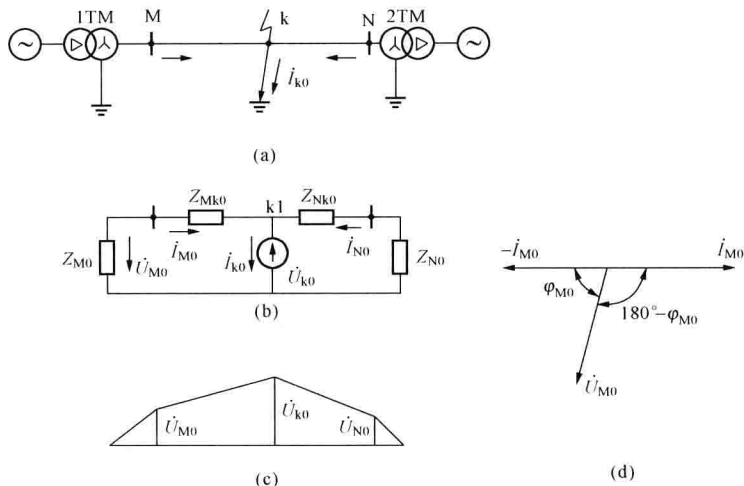 1TM M k N 2TM
~ ~
İk0
(a)
ZMk0 k1 ZNk0
ZM0 U̇M0 İM0 İk0 U̇k0 İN0 ZN0
(b)
-İM0 İM0
φM0
180°-φM0
U̇M0
U̇M0 U̇k0 U̇N0
(c)
(d)